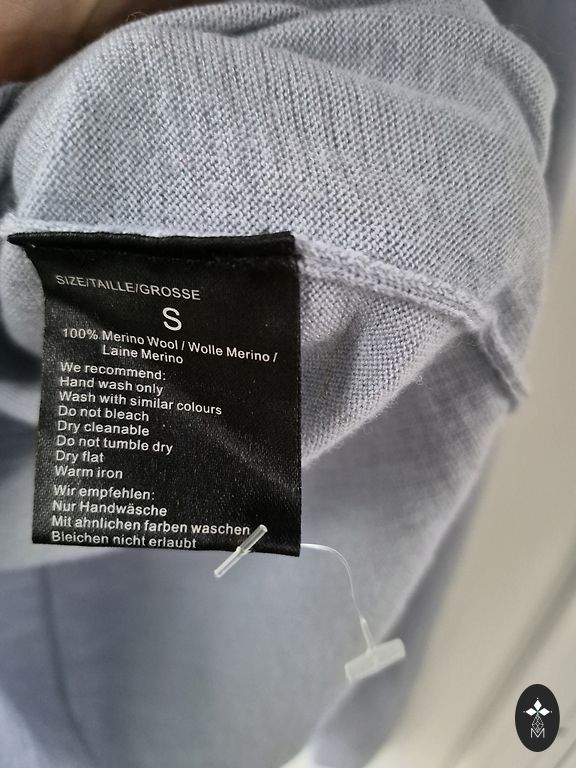 SIZE/TAILLE/GROSSE
S
100% Merino Wool / Wolle Merino /
Laine Merino
We recommend:
Hand wash only
Wash with similar colours
Do not bleach
Dry cleanable
Do not tumble dry
Dry flat
Warm iron
Wir empfehlen:
Nur Handwäsche
Mit ahnlichen farben waschen
Bleichen nicht erlaubt
M